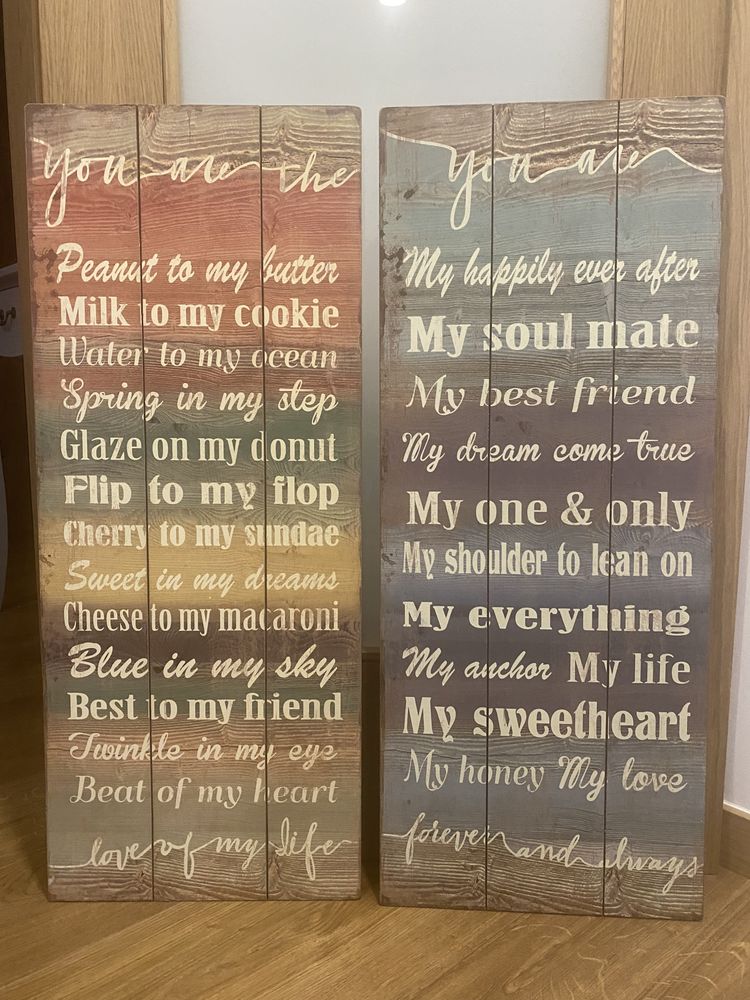 you are the
Peanut to my butter
Milk to my cookie
Water to my ocean
Spring in my step
Glaze on my donut
Flip to my flop
Cherry to my sundae
Sweet in my dreams
Cheese to my macaroni
Blue in my sky
Best to my friend
Twinkle in my eye
Beat of my heart
love of my life
you are
My happily ever after
My soul mate
My best friend
My dream come true
My one & only
My shoulder to lean on
My everything
My anchor My life
My sweetheart
My honey My love
forever and always